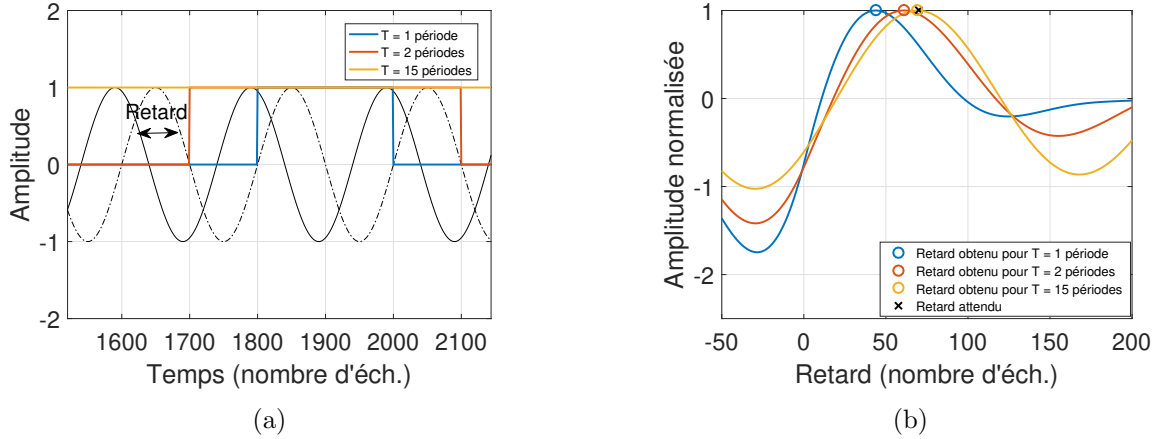 2
1
0
-1
-2
Amplitude
1600 1700 1800 1900 2000 2100
Temps (nombre d'éch.)
T = 1 période
T = 2 périodes
T = 15 périodes
Retard
(a)
1
0
-1
-2
Amplitude normalisée
-50 0 50 100 150 200
Retard (nombre d'éch.)
Retard obtenu pour T = 1 période
Retard obtenu pour T = 2 périodes
Retard obtenu pour T = 15 périodes
Retard attendu
(b)